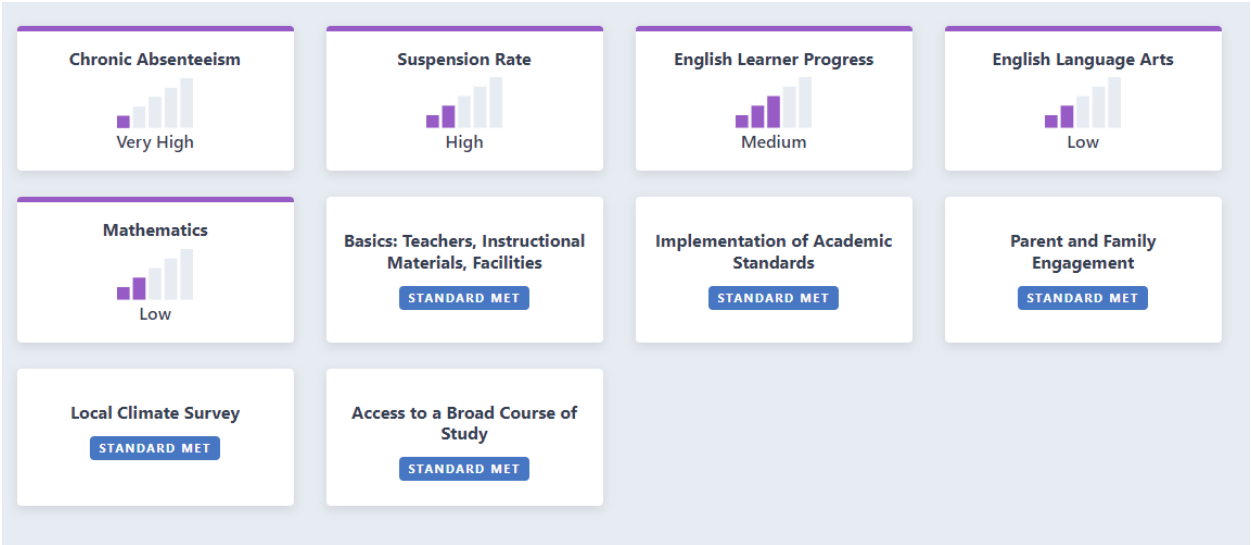 Chronic Absenteeism
Very High
Suspension Rate
High
English Learner Progress
Medium
English Language Arts
Low
Mathematics
Low
Basics: Teachers, Instructional
Materials, Facilities
STANDARD MET
Implementation of Academic
Standards
STANDARD MET
Parent and Family
Engagement
STANDARD MET
Local Climate Survey
STANDARD MET
Access to a Broad Course of
Study
STANDARD MET